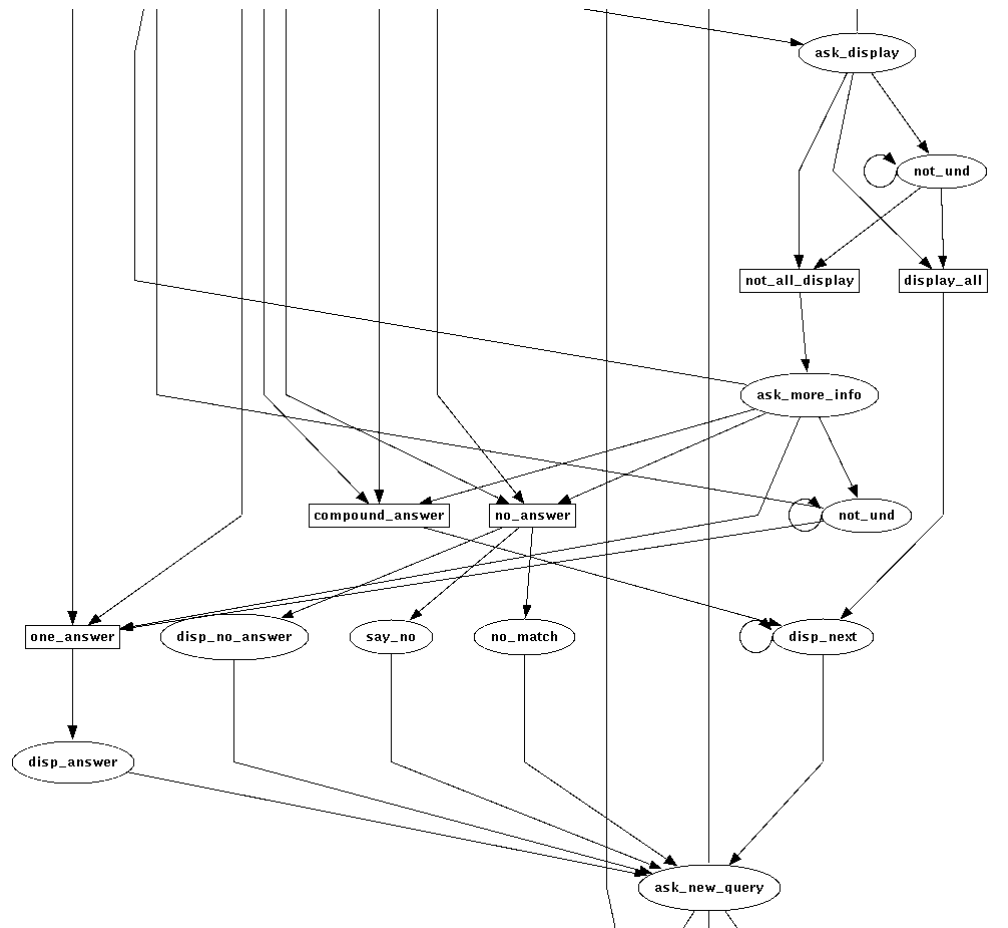 ask_display
not_und
not_all_display
display_all
ask_more_info
compound_answer
no_answer
not_und
one_answer
disp_no_answer
say_no
no_match
disp_next
disp_answer
ask_new_query